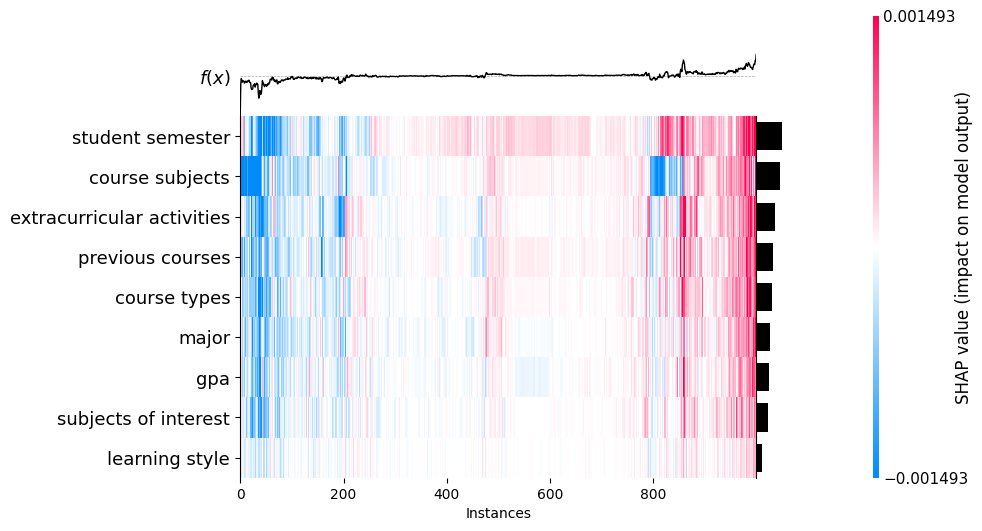 0.001493
f(x)
student semester
course subjects
extracurricular activities
previous courses
course types
major
gpa
subjects of interest
learning style
0 200 400 600 800
Instances
−0.001493
SHAP value (impact on model output)